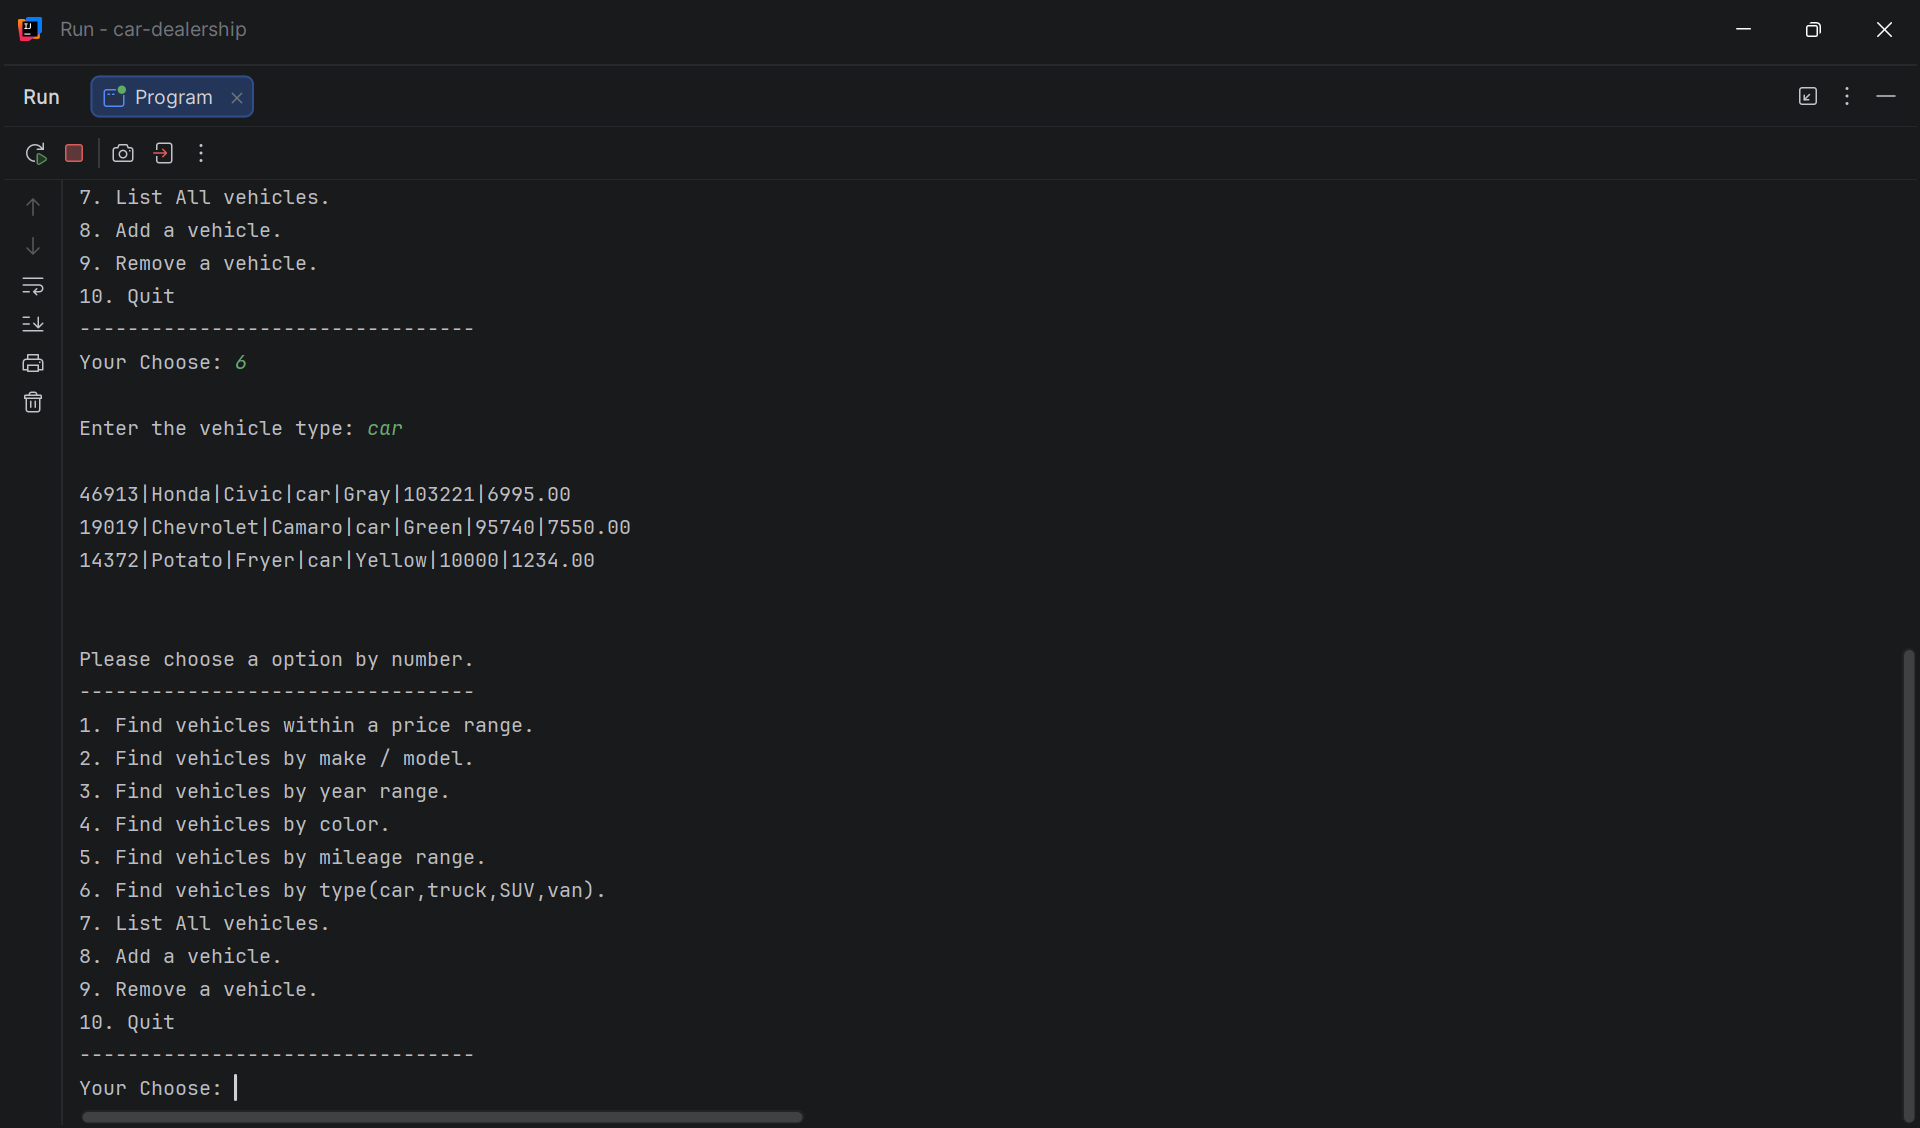 Run - car-dealership
Run
Program
7. List All vehicles.
8. Add a vehicle.
9. Remove a vehicle.
10. Quit
---------------------------------
Your Choose: 6
Enter the vehicle type: car
46913|Honda|Civic|car|Gray|103221|6995.00
19019|Chevrolet|Camaro|car|Green|95740|7550.00
14372|Potato|Fryer|car|Yellow|10000|1234.00
Please choose a option by number.
---------------------------------
1. Find vehicles within a price range.
2. Find vehicles by make / model.
3. Find vehicles by year range.
4. Find vehicles by color.
5. Find vehicles by mileage range.
6. Find vehicles by type(car,truck,SUV,van).
7. List All vehicles.
8. Add a vehicle.
9. Remove a vehicle.
10. Quit
---------------------------------
Your Choose: